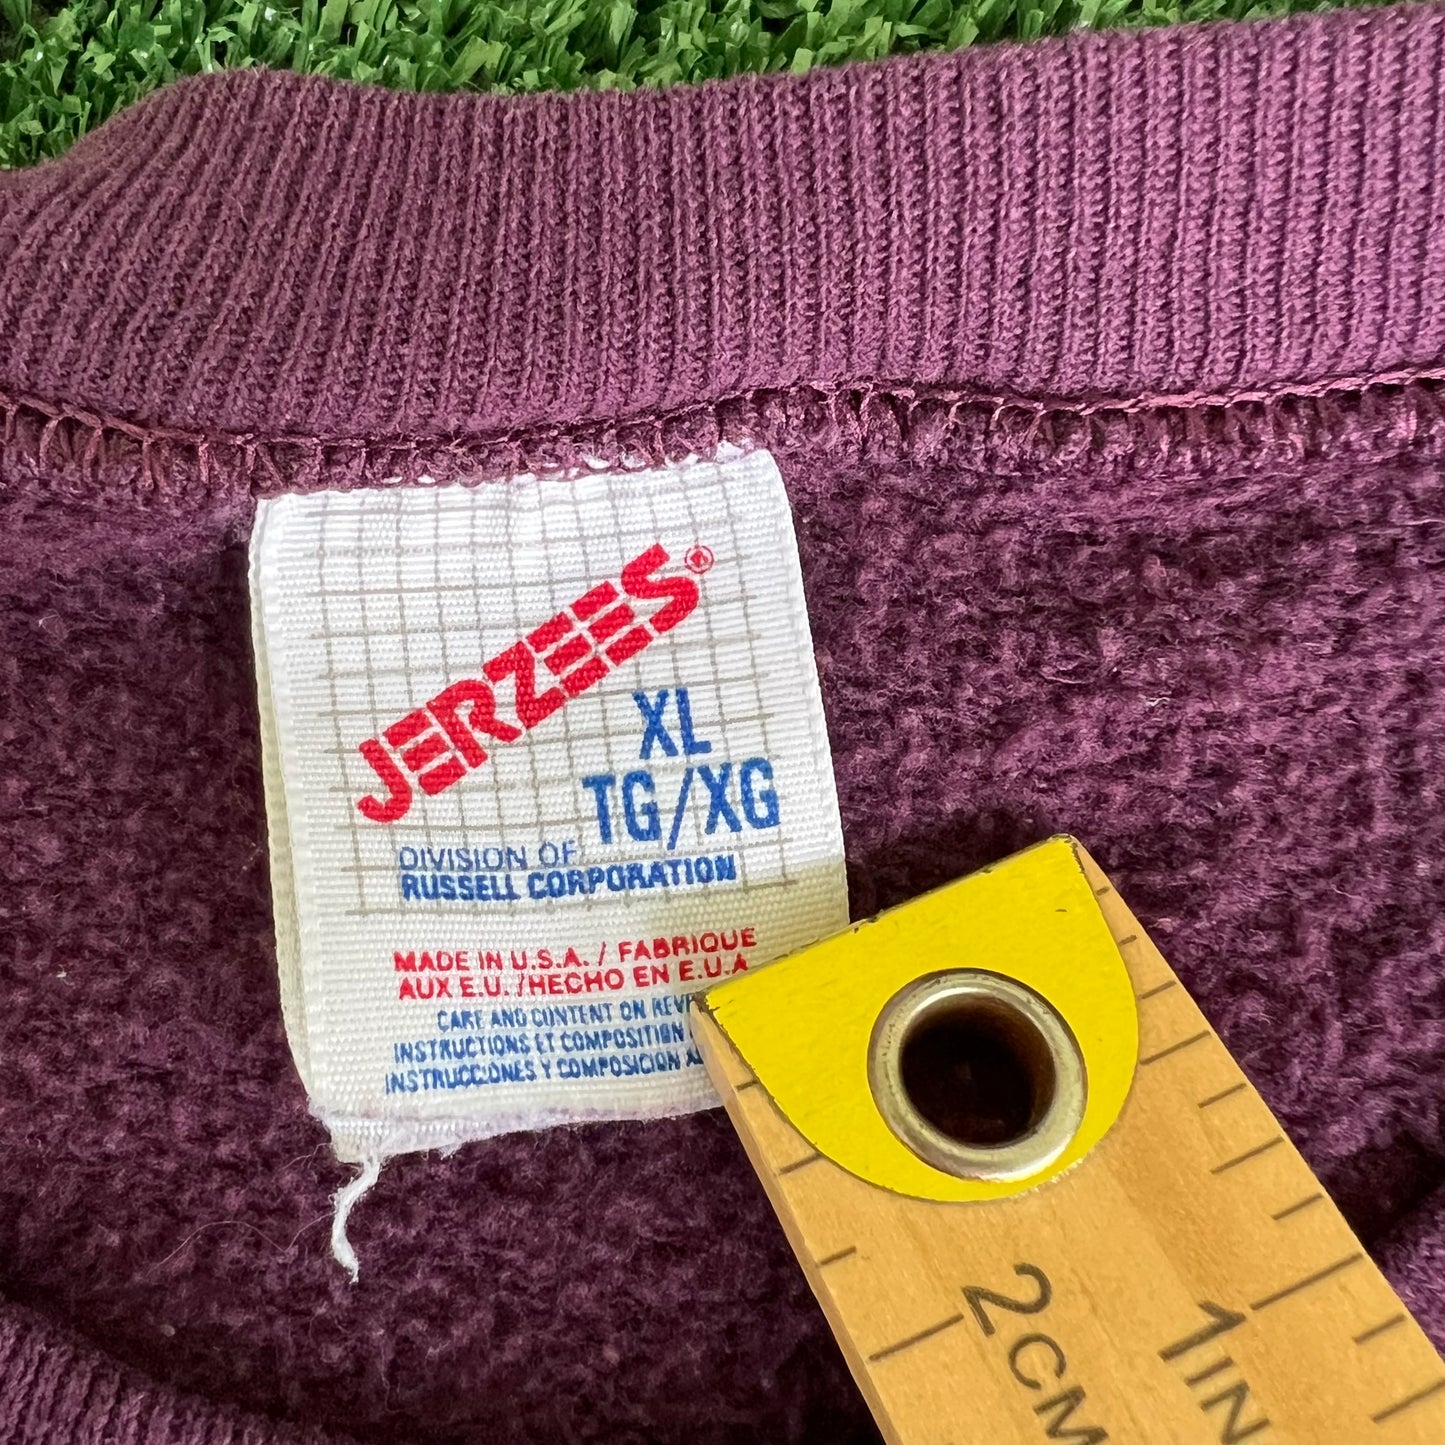 JERZEES®
XL
TG/XG
DIVISION OF
RUSSELL CORPORATION
MADE IN U.S.A. / FABRIQUE
AUX E.U. /HECHO EN E.U.A
CARE AND CONTENT ON
INSTRUCTIONS ET COMPOSITION
INSTRUCCIONES Y COMPOSICION
2CM
1IN